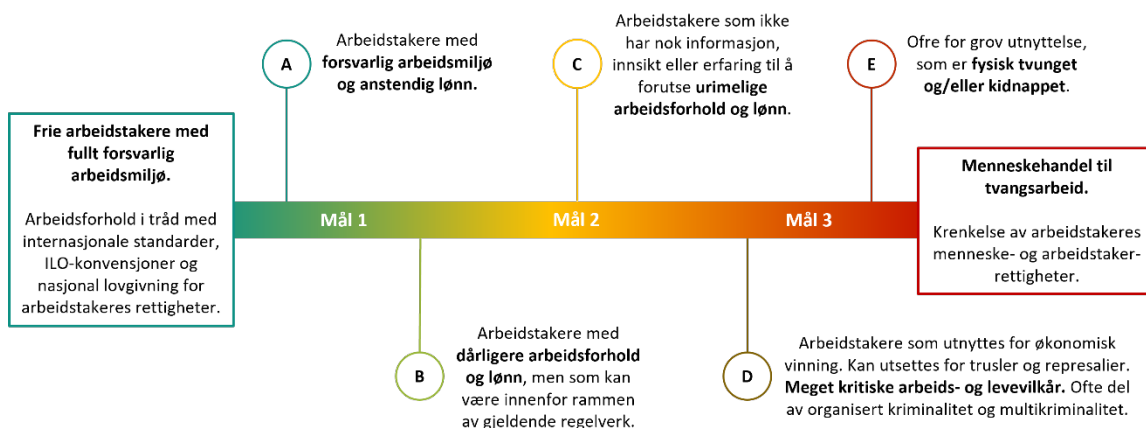 Frie arbeidstakere med
fullt forsvarlig
arbeidsmiljø.
Arbeidsforhold i tråd med
internasjonale standarder,
ILO-konvensjoner og
nasjonal lovgivning for
arbeidstakeres rettigheter.
A
Arbeidstakere med
forsvarlig arbeidsmiljø
og anstendig lønn.
C
Arbeidstakere som ikke
har nok informasjon,
innsikt eller erfaring til å
forutse urimelige
arbeidsforhold og lønn.
E
Ofre for grov utnyttelse,
som er fysisk tvunget
og/eller kidnappet.
Mål 1
Mål 2
Mål 3
B
Arbeidstakere med
dårligere arbeidsforhold
og lønn, men som kan
være innenfor rammen
av gjeldende regelverk.
D
Arbeidstakere som utnyttes for økonomisk
vinning. Kan utsettes for trusler og represalier.
Meget kritiske arbeids- og levevilkår. Ofte del
av organisert kriminalitet og multikriminalitet.
Menneskehandel til
tvangsarbeid.
Krenkelse av arbeidstakeres
menneske- og arbeidstaker-
rettigheter.